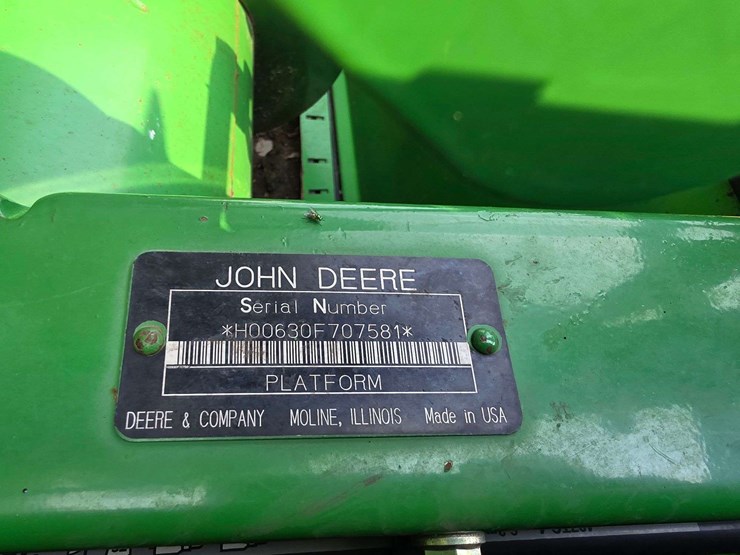 JOHN DEERE
Serial Number
*H00630F707581*
PLATFORM
DEERE & COMPANY MOLINE, ILLINOIS Made in USA